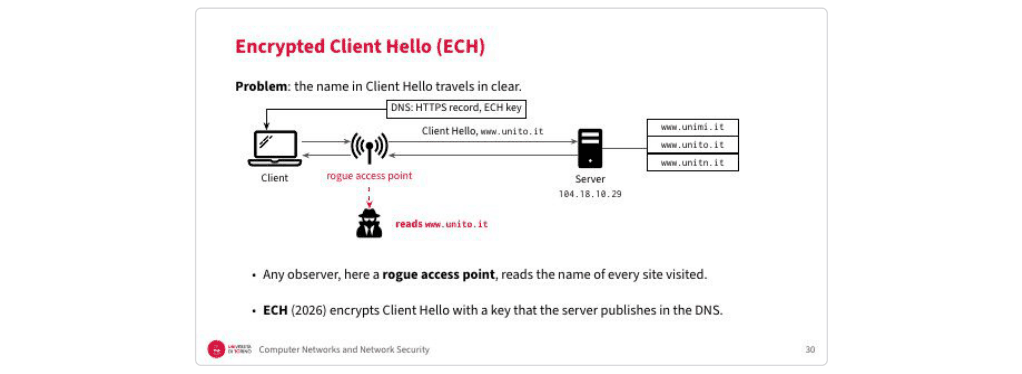 Encrypted Client Hello (ECH)
Problem: the name in Client Hello travels in clear.
DNS: HTTPS record, ECH key
Client Hello, www.unito.it
www.unimi.it
www.unito.it
www.unitn.it
Client
rogue access point
Server
104.18.10.29
reads www.unito.it
• Any observer, here a rogue access point, reads the name of every site visited.
• ECH (2026) encrypts Client Hello with a key that the server publishes in the DNS.
UNIVERSITÀ
DI TORINO
Computer Networks and Network Security
30